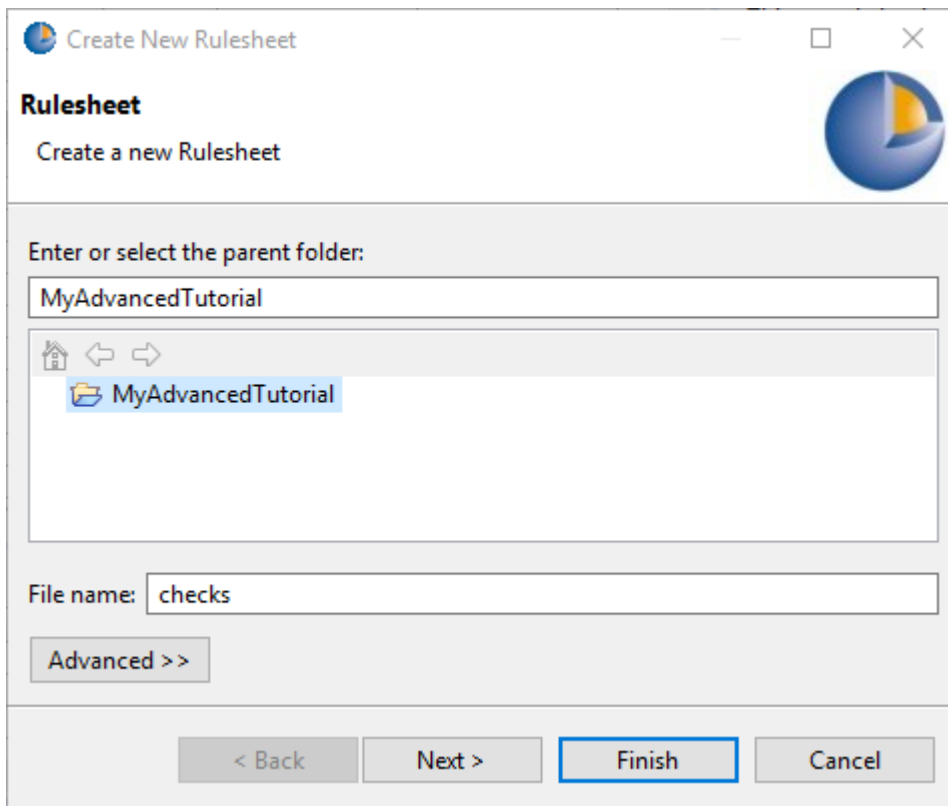 Create New Rulesheet
Rulesheet
Create a new Rulesheet
Enter or select the parent folder:
MyAdvancedTutorial
MyAdvancedTutorial
File name: checks
Advanced >>
< Back Next > Finish Cancel